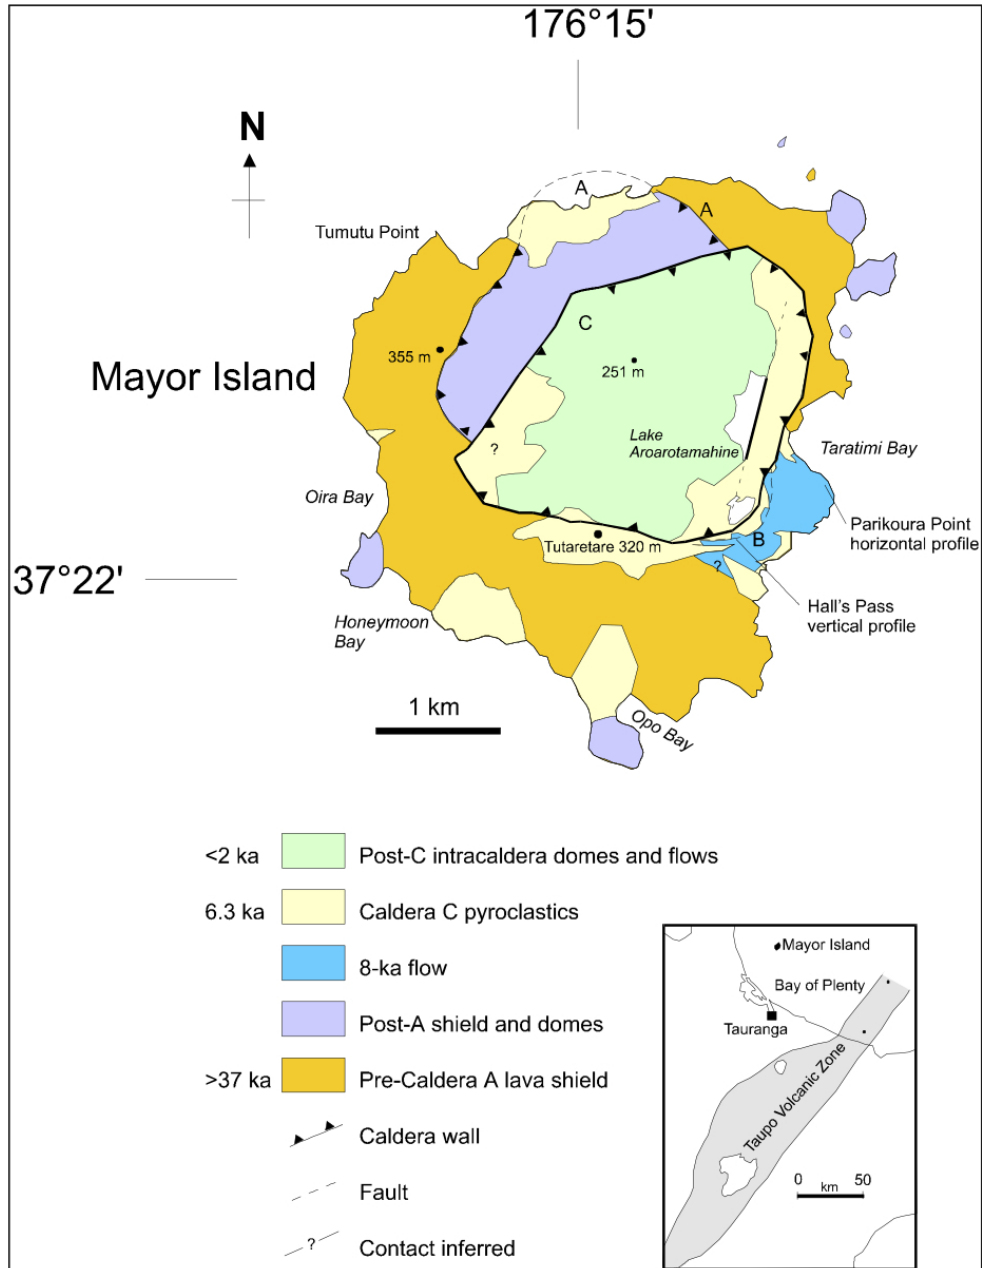 176°15'
N
A
A
Tumutu Point
C
355 m
251 m
Mayor Island
Lake
Aroarotamahine
Taratimi Bay
?
Oira Bay
Parikoura Point
horizontal profile
B
Tutaretare 320 m
?
37°22'
Hall's Pass
vertical profile
Honeymoon
Bay
1 km
Opo Bay
<2 ka
Post-C intracaldera domes and flows
6.3 ka
Caldera C pyroclastics
8-ka flow
Post-A shield and domes
>37 ka
Pre-Caldera A lava shield
Caldera wall
Fault
?
Contact inferred
Mayor Island
Bay of Plenty
Tauranga
Taupo Volcanic Zone
0
km
50